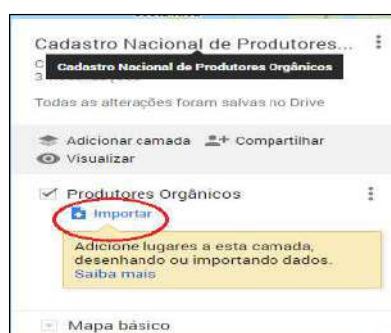 Cadastro Nacional de Produtores...
Cadastro Nacional de Produtores Orgânicos
Todas as alterações foram salvas no Drive
Adicionar camada Compartilhar
Visualizar
Produtores Orgânicos
Importar
Adicione lugares a esta camada,
desenhando ou importando dados.
Saiba mais
Mapa básico